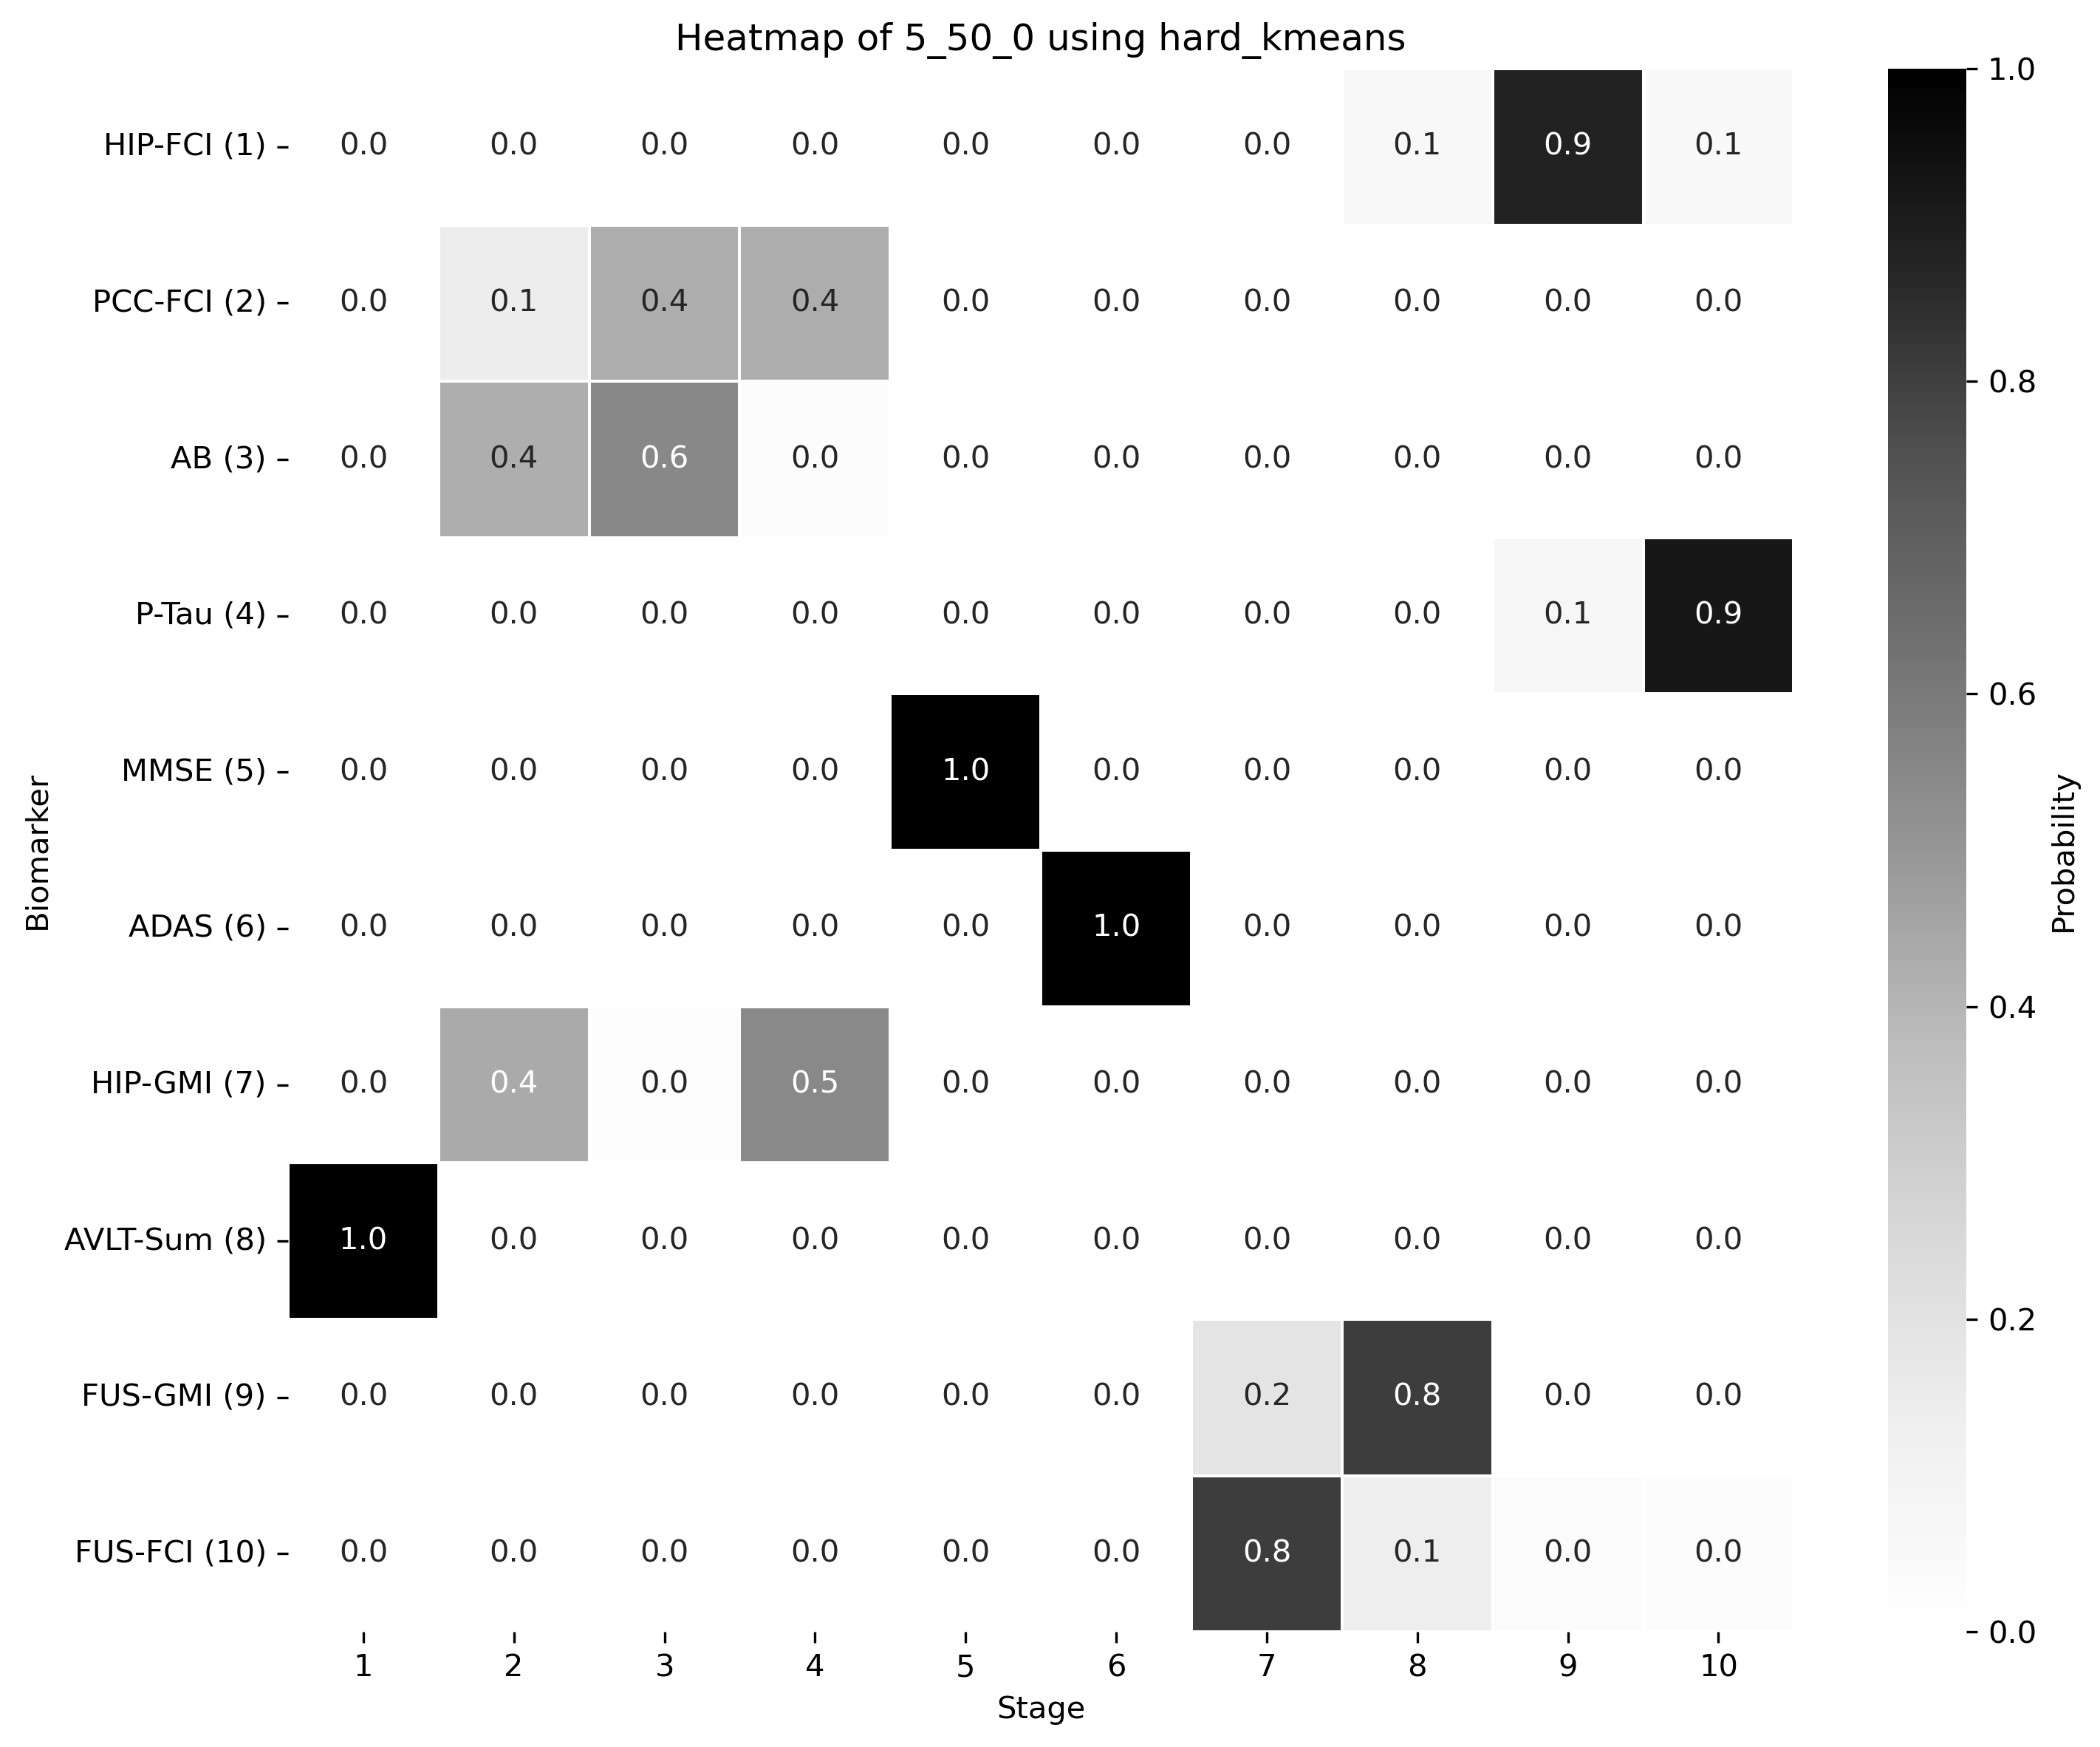 Heatmap of 5_50_0 using hard_kmeans
HIP-FCI (1) 0.0 0.0 0.0 0.0 0.0 0.0 0.0 0.1 0.9 0.1
PCC-FCI (2) 0.0 0.1 0.4 0.4 0.0 0.0 0.0 0.0 0.0 0.0
AB (3) 0.0 0.4 0.6 0.0 0.0 0.0 0.0 0.0 0.0 0.0
P-Tau (4) 0.0 0.0 0.0 0.0 0.0 0.0 0.0 0.0 0.1 0.9
MMSE (5) 0.0 0.0 0.0 0.0 1.0 0.0 0.0 0.0 0.0 0.0
ADAS (6) 0.0 0.0 0.0 0.0 0.0 1.0 0.0 0.0 0.0 0.0
HIP-GMI (7) 0.0 0.4 0.0 0.5 0.0 0.0 0.0 0.0 0.0 0.0
AVLT-Sum (8) 1.0 0.0 0.0 0.0 0.0 0.0 0.0 0.0 0.0 0.0
FUS-GMI (9) 0.0 0.0 0.0 0.0 0.0 0.0 0.2 0.8 0.0 0.0
FUS-FCI (10) 0.0 0.0 0.0 0.0 0.0 0.0 0.8 0.1 0.0 0.0
1 2 3 4 5 6 7 8 9 10
Stage
Biomarker
1.0
0.8
0.6
0.4
0.2
0.0
Probability